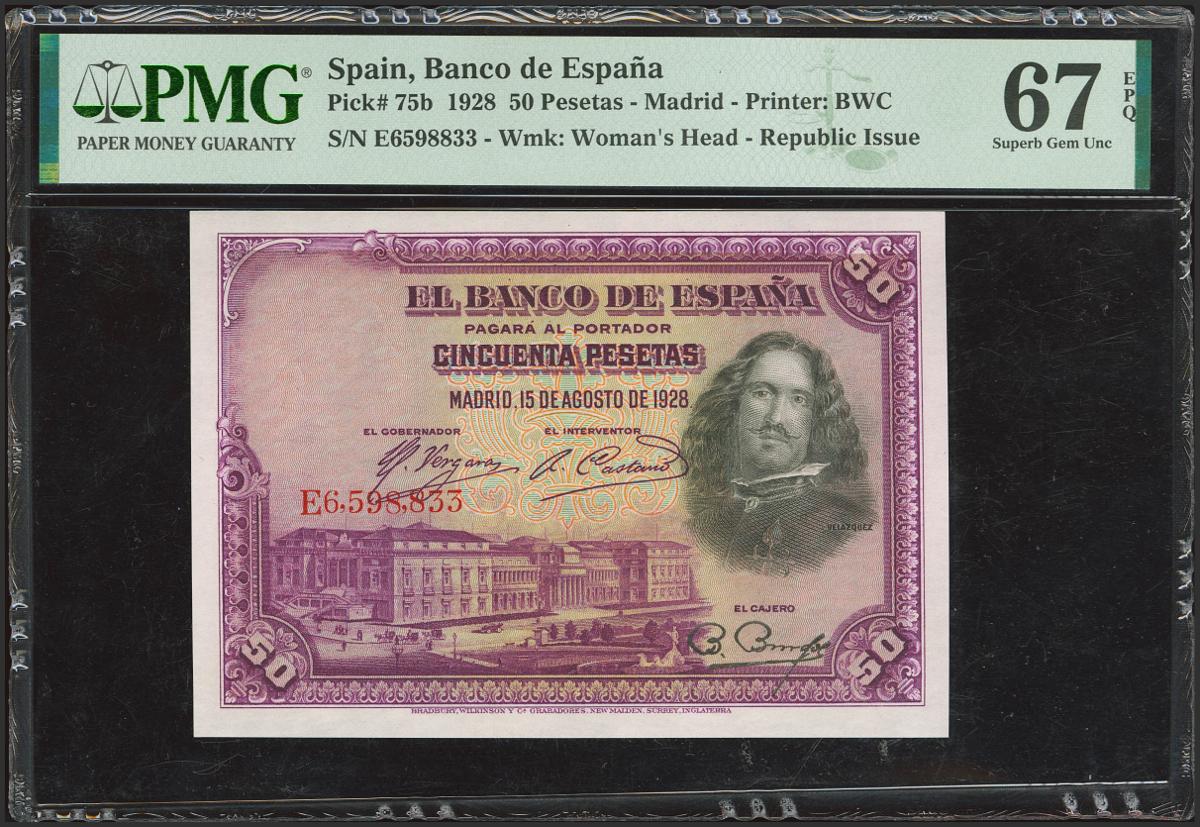 PMG®
PAPER MONEY GUARANTY
Spain, Banco de España
Pick# 75b 1928 50 Pesetas - Madrid - Printer: BWC
S/N E6598833 - Wmk: Woman's Head - Republic Issue
67
EPQ
Superb Gem Unc
50
EL BANCO DE ESPAÑA
PAGARÁ AL PORTADOR
CINCUENTA PESETAS
MADRID 15 DE AGOSTO DE 1928
EL GOBERNADOR
EL INTERVENTOR
E6,598,833
VELAZQUEZ
EL CAJERO
50
50
BRADBURY, WILKINSON Y Cª GRABADORES, NEW MALDEN, SURREY, INGLATERRA